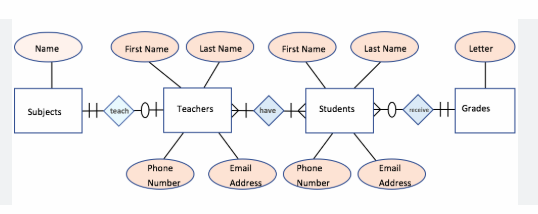 Name
First Name
Last Name
First Name
Last Name
Letter
Subjects
teach
Teachers
have
Students
receive
Grades
Phone
Number
Email
Address
Phone
Number
Email
Address